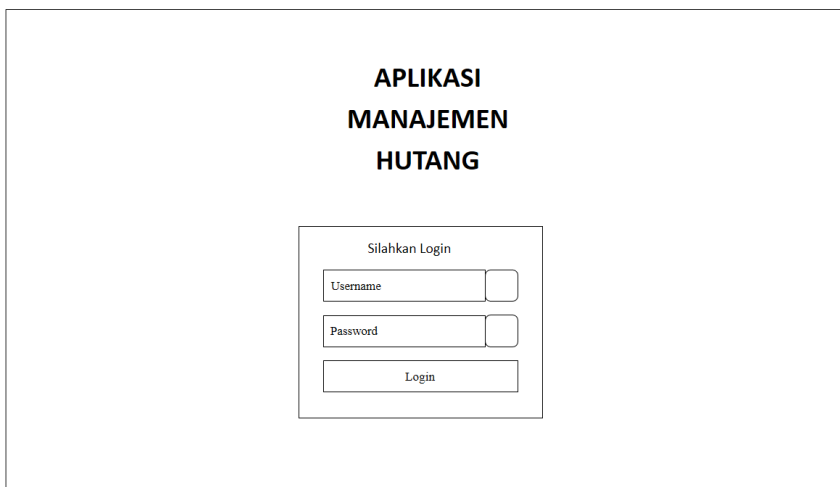 APLIKASI
MANAJEMEN
HUTANG
Silahkan Login
Username
Password
Login